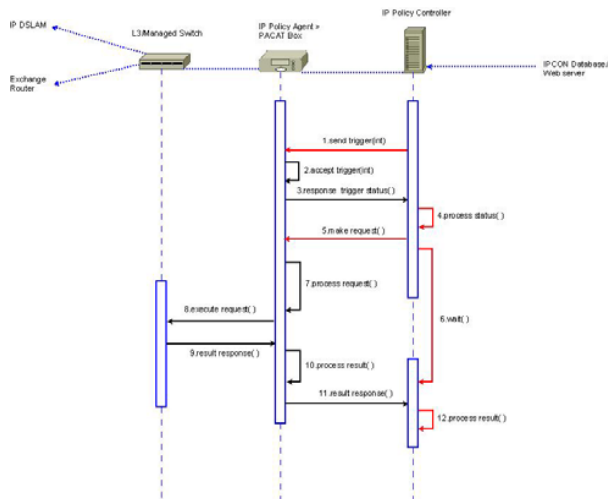 IP DSLAM
L3/Managed Switch
IP Policy Agent »
PACAT Box
IP Policy Controller
Exchange
Router
IPCON Database/
Web server
1.send trigger(int)
2.accept trigger(int)
3.response trigger status( )
4.process status( )
5.make request( )
7.process request( )
8.execute request( )
6.wait( )
9.result response( )
10.process result( )
11.result response( )
12.process result( )